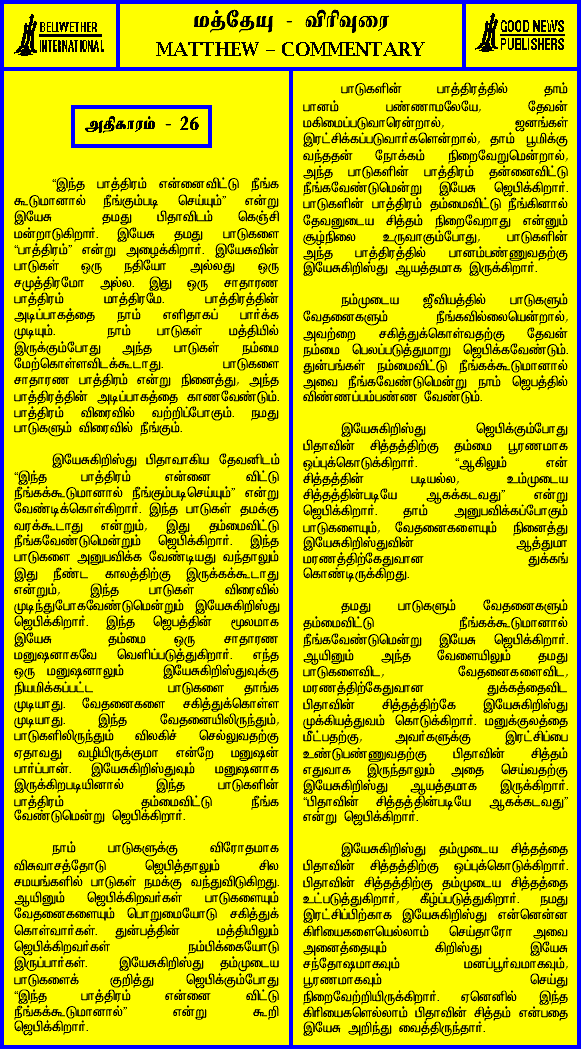 BELLWETHER
INTERNATIONAL
மத்தேயு - விரிவுரை
MATTHEW – COMMENTARY
GOOD NEWS
PUBLISHERS
அதிகாரம் - 26
“இந்த பாத்திரம் என்னைவிட்டு நீங்க
கூடுமானால் நீங்கும்படி செய்யும்” என்று
இயேசு தமது பிதாவிடம் கெஞ்சி
மன்றாடுகிறார். இயேசு தமது பாடுகளை
“பாத்திரம்” என்று அழைக்கிறார். இயேசுவின்
பாடுகள் ஒரு நதியோ அல்லது ஒரு
சமுத்திரமோ அல்ல. இது ஒரு சாதாரண
பாத்திரம் மாத்திரமே. பாத்திரத்தின்
அடிப்பாகத்தை நாம் எளிதாகப் பார்க்க
முடியும். நாம் பாடுகள் மத்தியில்
இருக்கும்போது அந்த பாடுகள் நம்மை
மேற்கொள்ளவிடக்கூடாது. பாடுகளை
சாதாரண பாத்திரம் என்று நினைத்து, அந்த
பாத்திரத்தின் அடிப்பாகத்தை காணவேண்டும்.
பாத்திரம் விரைவில் வற்றிப்போகும். நமது
பாடுகளும் விரைவில் நீங்கும்.
இயேசுகிறிஸ்து பிதாவாகிய தேவனிடம்
“இந்த பாத்திரம் என்னை விட்டு
நீங்கக்கூடுமானால் நீங்கும்படிசெய்யும்” என்று
வேண்டிக்கொள்கிறார். இந்த பாடுகள் தமக்கு
வரக்கூடாது என்றும், இது தம்மைவிட்டு
நீங்கவேண்டுமென்றும் ஜெபிக்கிறார். இந்த
பாடுகளை அனுபவிக்க வேண்டியது வந்தாலும்
இது நீண்ட காலத்திற்கு இருக்கக்கூடாது
என்றும், இந்த பாடுகள் விரைவில்
முடிந்துபோகவேண்டுமென்றும் இயேசுகிறிஸ்து
ஜெபிக்கிறார். இந்த ஜெபத்தின் மூலமாக
இயேசு தம்மை ஒரு சாதாரண
மனுஷனாகவே வெளிப்படுத்துகிறார். எந்த
ஒரு மனுஷனாலும் இயேசுகிறிஸ்துவுக்கு
நியமிக்கப்பட்ட பாடுகளை தாங்க
முடியாது. வேதனைகளை சகித்துக்கொள்ள
முடியாது. இந்த வேதனையிலிருந்தும்,
பாடுகளிலிருந்தும் விலகிச் செல்லுவதற்கு
ஏதாவது வழியிருக்குமா என்றே மனுஷன்
பார்ப்பான். இயேசுகிறிஸ்துவும் மனுஷனாக
இருக்கிறபடியினால் இந்த பாடுகளின்
பாத்திரம் தம்மைவிட்டு நீங்க
வேண்டுமென்று ஜெபிக்கிறார்.
நாம் பாடுகளுக்கு விரோதமாக
விசுவாசத்தோடு ஜெபித்தாலும் சில
சமயங்களில் பாடுகள் நமக்கு வந்துவிடுகிறது.
ஆயினும் ஜெபிக்கிறவர்கள் பாடுகளையும்
வேதனைகளையும் பொறுமையோடு சகித்துக்
கொள்வார்கள். துன்பத்தின் மத்தியிலும்
ஜெபிக்கிறவர்கள் நம்பிக்கையோடு
இருப்பார்கள். இயேசுகிறிஸ்து தம்முடைய
பாடுகளைக் குறித்து ஜெபிக்கும்போது
“இந்த பாத்திரம் என்னை விட்டு
நீங்கக்கூடுமானால்” என்று கூறி
ஜெபிக்கிறார்.
பாடுகளின் பாத்திரத்தில் தாம்
பானம் பண்ணாமலேயே, தேவன்
மகிமைப்படுவாரென்றால், ஜனங்கள்
இரட்சிக்கப்படுவார்களென்றால், தாம் பூமிக்கு
வந்ததன் நோக்கம் நிறைவேறுமென்றால்,
அந்த பாடுகளின் பாத்திரம் தன்னைவிட்டு
நீங்கவேண்டுமென்று இயேசு ஜெபிக்கிறார்.
பாடுகளின் பாத்திரம் தம்மைவிட்டு நீங்கினால்
தேவனுடைய சித்தம் நிறைவேறாது என்னும்
சூழ்நிலை உருவாகும்போது, பாடுகளின்
அந்த பாத்திரத்தில் பானம்பண்ணுவதற்கு
இயேசுகிறிஸ்து ஆயத்தமாக இருக்கிறார்.
நம்முடைய ஜீவியத்தில் பாடுகளும்
வேதனைகளும் நீங்கவில்லையென்றால்,
அவற்றை சகித்துக்கொள்வதற்கு தேவன்
நம்மை பெலப்படுத்துமாறு ஜெபிக்கவேண்டும்.
துன்பங்கள் நம்மைவிட்டு நீங்கக்கூடுமானால்
அவை நீங்கவேண்டுமென்று நாம் ஜெபத்தில்
விண்ணப்பம்பண்ண வேண்டும்.
இயேசுகிறிஸ்து ஜெபிக்கும்போது
பிதாவின் சித்தத்திற்கு தம்மை பூரணமாக
ஒப்புக்கொடுக்கிறார். “ஆகிலும் என்
சித்தத்தின் படியல்ல, உம்முடைய
சித்தத்தின்படியே ஆகக்கடவது” என்று
ஜெபிக்கிறார். தாம் அனுபவிக்கப்போகும்
பாடுகளையும், வேதனைகளையும் நினைத்து
இயேசுகிறிஸ்துவின் ஆத்துமா
மரணத்திற்கேதுவான துக்கங்
கொண்டிருக்கிறது.
தமது பாடுகளும் வேதனைகளும்
தம்மைவிட்டு நீங்கக்கூடுமானால்
நீங்கவேண்டுமென்று இயேசு ஜெபிக்கிறார்.
ஆயினும் அந்த வேளையிலும் தமது
பாடுகளைவிட, வேதனைகளைவிட,
மரணத்திற்கேதுவான துக்கத்தைவிட
பிதாவின் சித்தத்திற்கே இயேசுகிறிஸ்து
முக்கியத்துவம் கொடுக்கிறார். மனுக்குலத்தை
மீட்பதற்கு, அவர்களுக்கு இரட்சிப்பை
உண்டுபண்ணுவதற்கு பிதாவின் சித்தம்
எதுவாக இருந்தாலும் அதை செய்வதற்கு
இயேசுகிறிஸ்து ஆயத்தமாக இருக்கிறார்.
“பிதாவின் சித்தத்தின்படியே ஆகக்கடவது”
என்று ஜெபிக்கிறார்.
இயேசுகிறிஸ்து தம்முடைய சித்தத்தை
பிதாவின் சித்தத்திற்கு ஒப்புக்கொடுக்கிறார்.
பிதாவின் சித்தத்திற்கு தம்முடைய சித்தத்தை
உட்படுத்துகிறார், கீழ்ப்படுத்துகிறார். நமது
இரட்சிப்பிற்காக இயேசுகிறிஸ்து என்னென்ன
கிரியைகளையெல்லாம் செய்தாரோ அவை
அனைத்தையும் கிறிஸ்து இயேசு
சந்தோஷமாகவும் மனப்பூர்வமாகவும்,
பூரணமாகவும் செய்து
நிறைவேற்றியிருக்கிறார். ஏனெனில் இந்த
கிரியைகளெல்லாம் பிதாவின் சித்தம் என்பதை
இயேசு அறிந்து வைத்திருந்தார்.